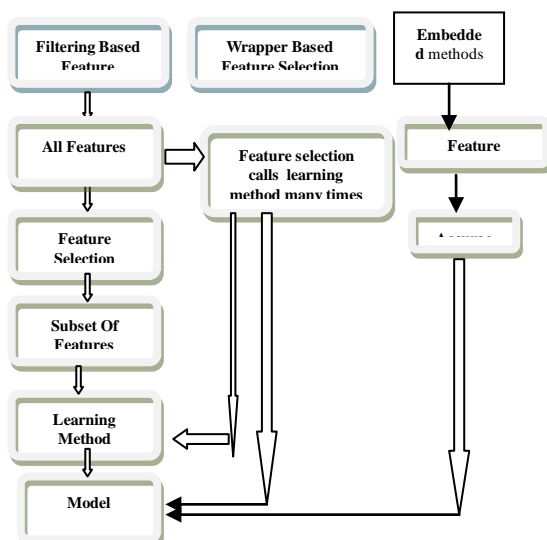 Filtering Based
Feature
Wrapper Based
Feature Selection
Embedde
d methods
All Features
Feature selection
calls learning
method many times
Feature
Feature
Selection
Subset Of
Features
Learning
Method
Model